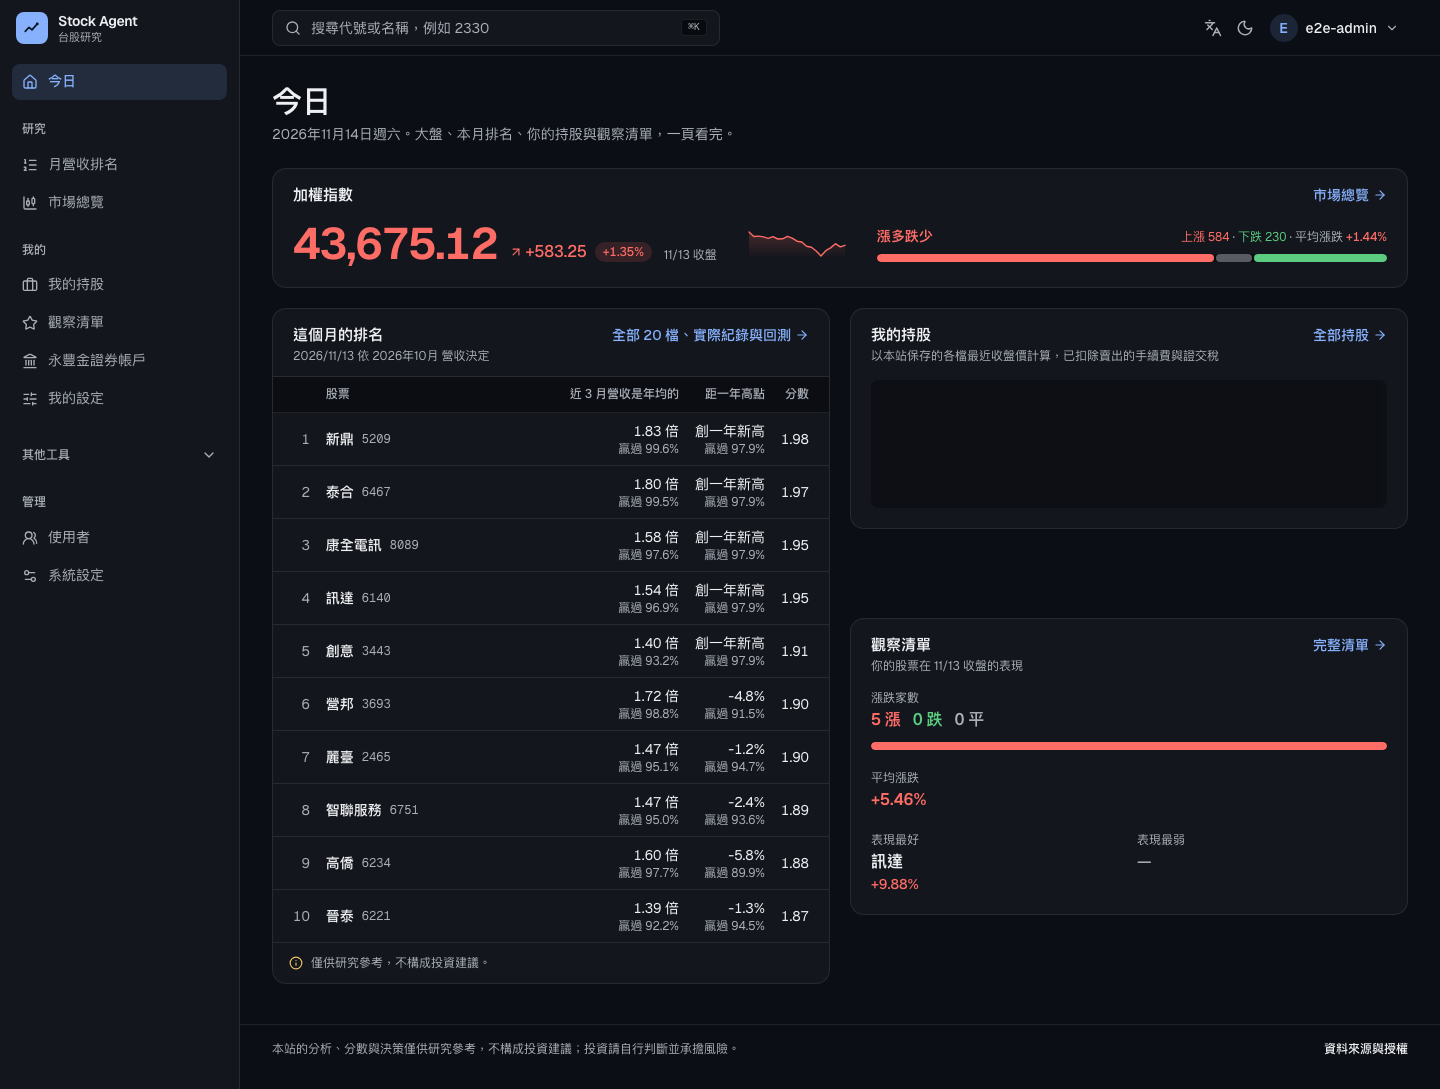 Stock Agent
台股研究
今日
研究
月營收排名
市場總覽
我的
我的持股
觀察清單
永豐金證券帳戶
我的設定
其他工具
管理
使用者
系統設定
搜尋代號或名稱，例如 2330
⌘K
E
e2e-admin
今日
2026年11月14日週六。大盤、本月排名、你的持股與觀察清單，一頁看完。
加權指數
市場總覽 →
43,675.12 ↗ +583.25 +1.35% 11/13 收盤
漲多跌少
上漲 584 · 下跌 230 · 平均漲跌 +1.44%
這個月的排名
全部 20 檔、實際紀錄與回測 →
2026/11/13 依 2026年10月 營收決定
股票 近 3 月營收是年均的 距一年高點 分數
1 新鼎 5209 1.83 倍 創一年新高 1.98
贏過 99.6% 贏過 97.9%
2 泰合 6467 1.80 倍 創一年新高 1.97
贏過 99.5% 贏過 97.9%
3 康全電訊 8089 1.58 倍 創一年新高 1.95
贏過 97.6% 贏過 97.9%
4 訊達 6140 1.54 倍 創一年新高 1.95
贏過 96.9% 贏過 97.9%
5 創意 3443 1.40 倍 創一年新高 1.91
贏過 93.2% 贏過 97.9%
6 營邦 3693 1.72 倍 -4.8% 1.90
贏過 98.8% 贏過 91.5%
7 麗臺 2465 1.47 倍 -1.2% 1.90
贏過 95.1% 贏過 94.7%
8 智聯服務 6751 1.47 倍 -2.4% 1.89
贏過 95.0% 贏過 93.6%
9 高僑 6234 1.60 倍 -5.8% 1.88
贏過 97.7% 贏過 89.9%
10 晉泰 6221 1.39 倍 -1.3% 1.87
贏過 92.2% 贏過 94.5%
僅供研究參考，不構成投資建議。
我的持股
全部持股 →
以本站保存的各檔最近收盤價計算，已扣除賣出的手續費與證交稅
觀察清單
完整清單 →
你的股票在 11/13 收盤的表現
漲跌家數
5 漲 0 跌 0 平
平均漲跌
+5.46%
表現最好 表現最弱
訊達 —
+9.88%
本站的分析、分數與決策僅供研究參考，不構成投資建議；投資請自行判斷並承擔風險。
資料來源與授權